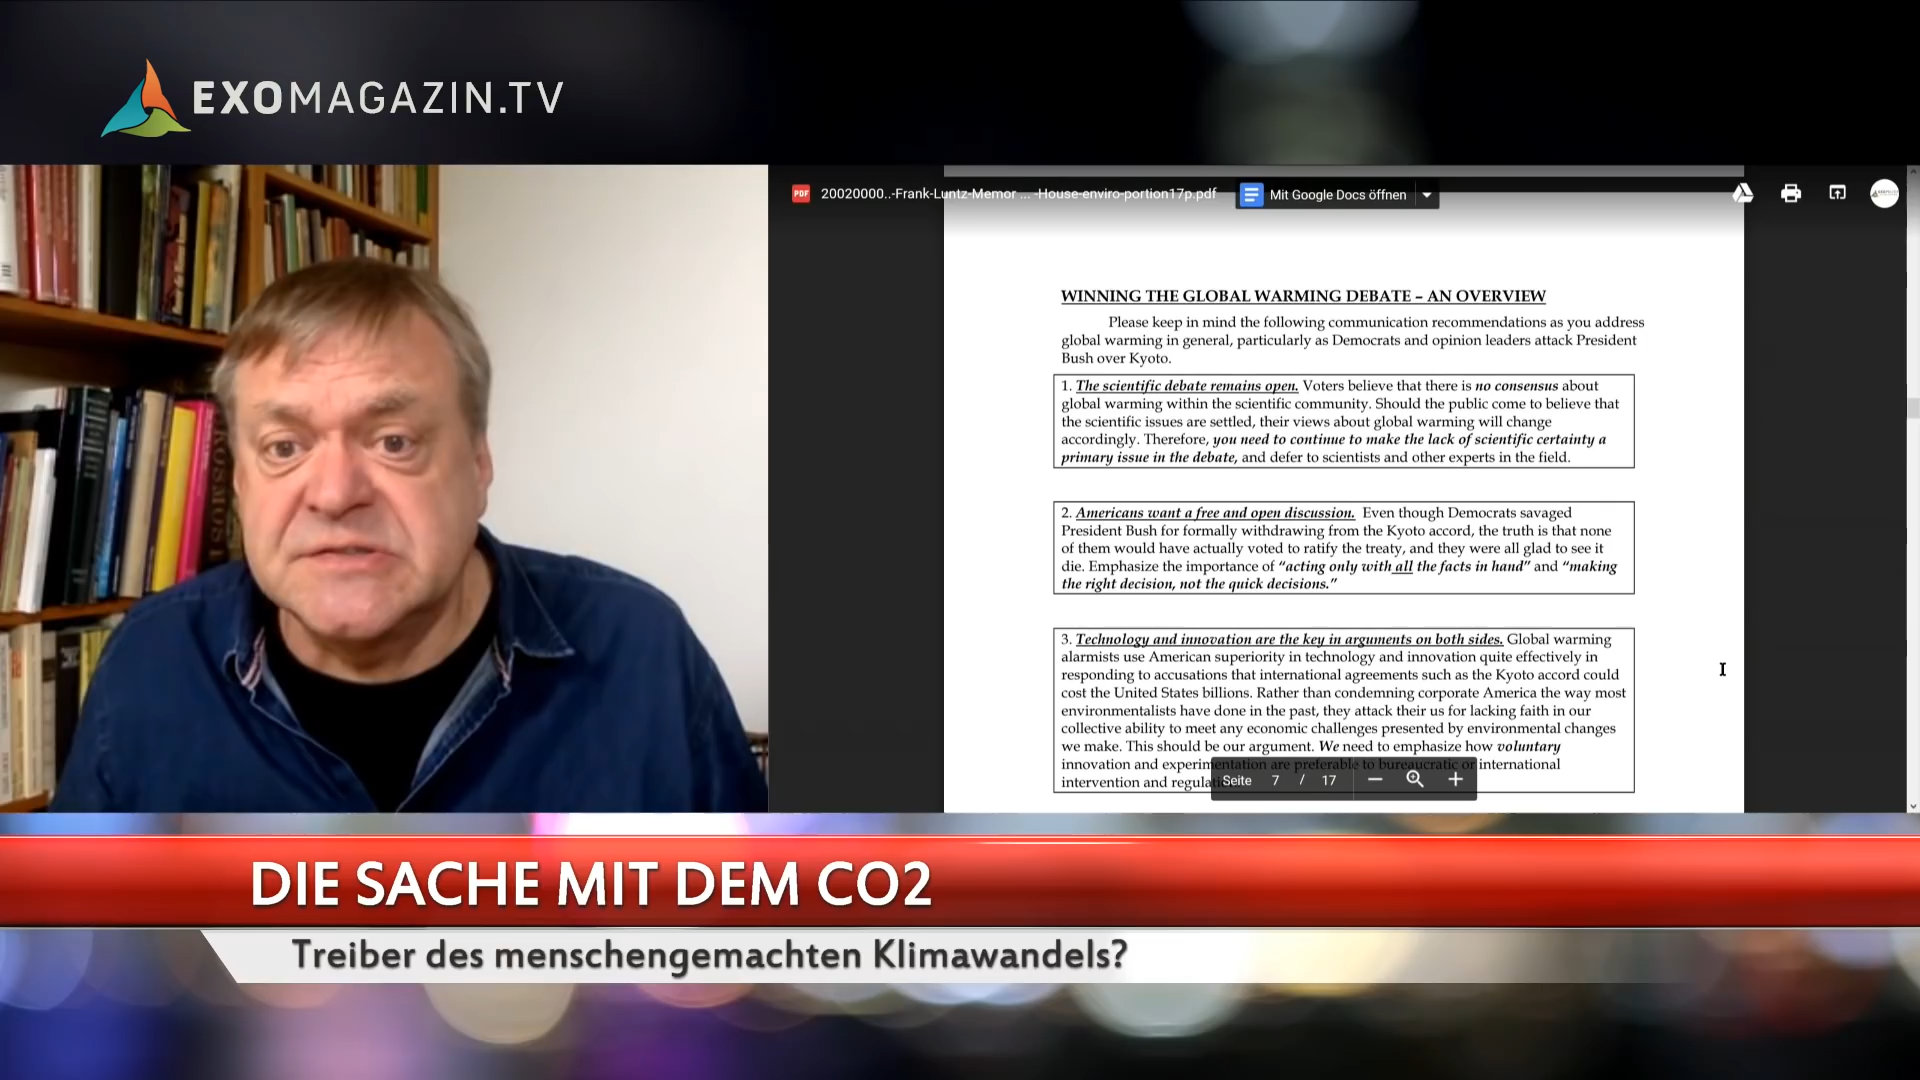 EXOMAGAZIN.TV
PDF
20020000..-Frank-Luntz-Memor ... -House-enviro-portion17p.pdf
Mit Google Docs öffnen
WINNING THE GLOBAL WARMING DEBATE – AN OVERVIEW
Please keep in mind the following communication recommendations as you address
global warming in general, particularly as Democrats and opinion leaders attack President
Bush over Kyoto.
1. The scientific debate remains open. Voters believe that there is no consensus about
global warming within the scientific community. Should the public come to believe that
the scientific issues are settled, their views about global warming will change
accordingly. Therefore, you need to continue to make the lack of scientific certainty a
primary issue in the debate, and defer to scientists and other experts in the field.
2. Americans want a free and open discussion. Even though Democrats savaged
President Bush for formally withdrawing from the Kyoto accord, the truth is that none
of them would have actually voted to ratify the treaty, and they were all glad to see it
die. Emphasize the importance of “acting only with all the facts in hand” and “making
the right decision, not the quick decisions.”
3. Technology and innovation are the key in arguments on both sides. Global warming
alarmists use American superiority in technology and innovation quite effectively in
responding to accusations that international agreements such as the Kyoto accord could
cost the United States billions. Rather than condemning corporate America the way most
environmentalists have done in the past, they attack their us for lacking faith in our
collective ability to meet any economic challenges presented by environmental changes
we make. This should be our argument. We need to emphasize how voluntary
innovation and experimentation are preferable to bureaucratic or international
intervention and
Seite 7 / 17
DIE SACHE MIT DEM CO2
Treiber des menschengemachten Klimawandels?